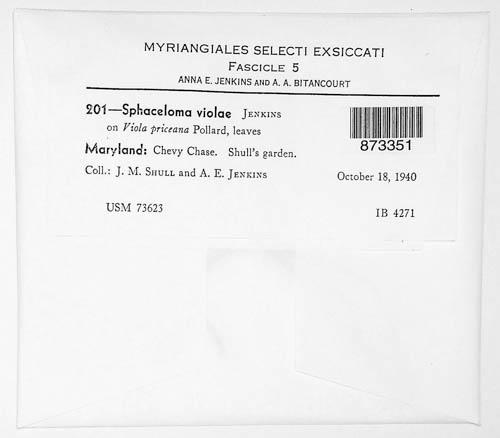 MYRIANGIALES SELECTI EXSICCATI
FASCICLE 5
ANNA E. JENKINS AND A. A. BITANCOURT
201—Sphaceloma violae JENKINS
on Viola priceana Pollard, leaves
873351
Maryland: Chevy Chase. Shull's garden.
Coll.: J. M. SHULL and A. E. JENKINS
October 18, 1940
USM 73623
IB 4271